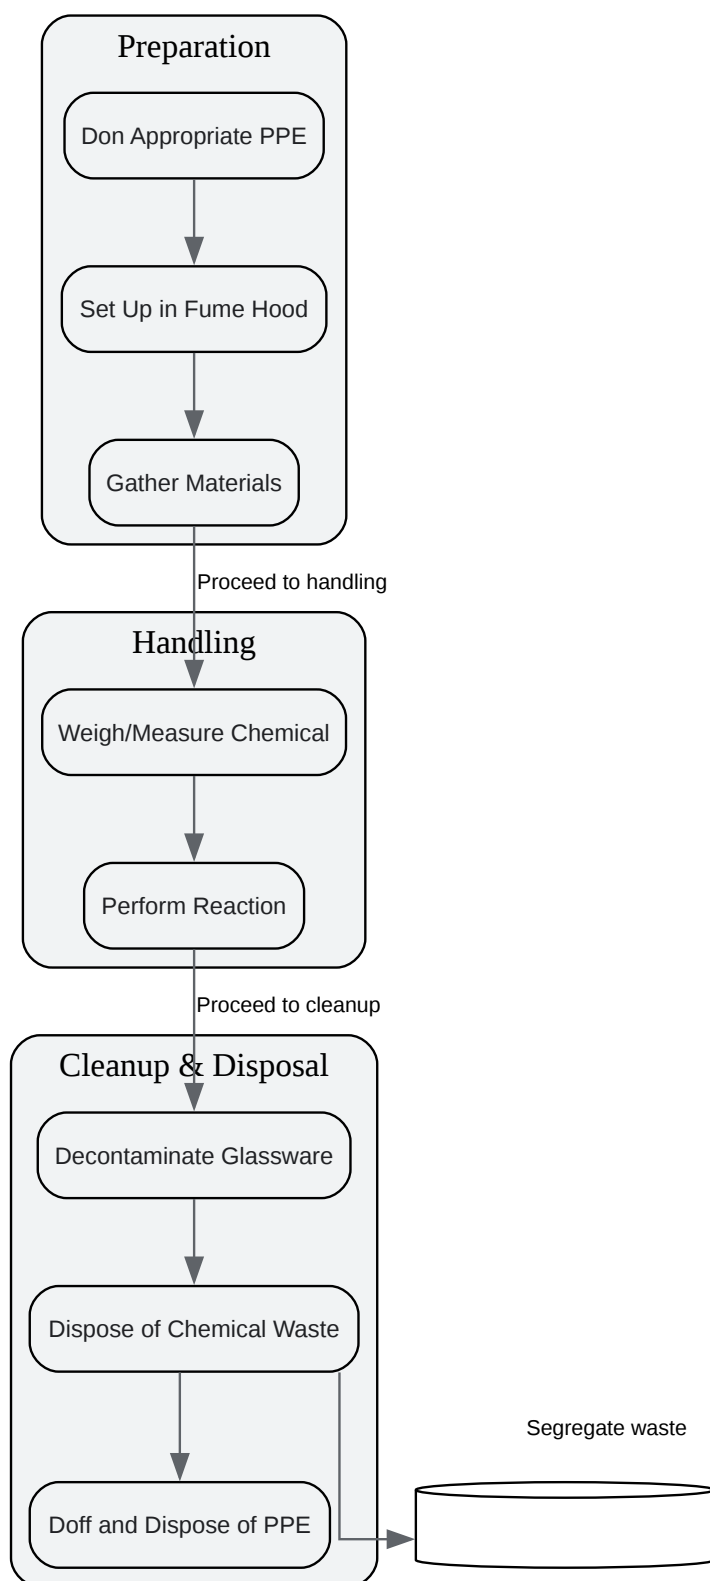 Preparation
Don Appropriate PPE
Set Up in Fume Hood
Gather Materials
Proceed to handling
Handling
Weigh/Measure Chemical
Perform Reaction
Proceed to cleanup
Cleanup & Disposal
Decontaminate Glassware
Dispose of Chemical Waste
Segregate waste
Doff and Dispose of PPE